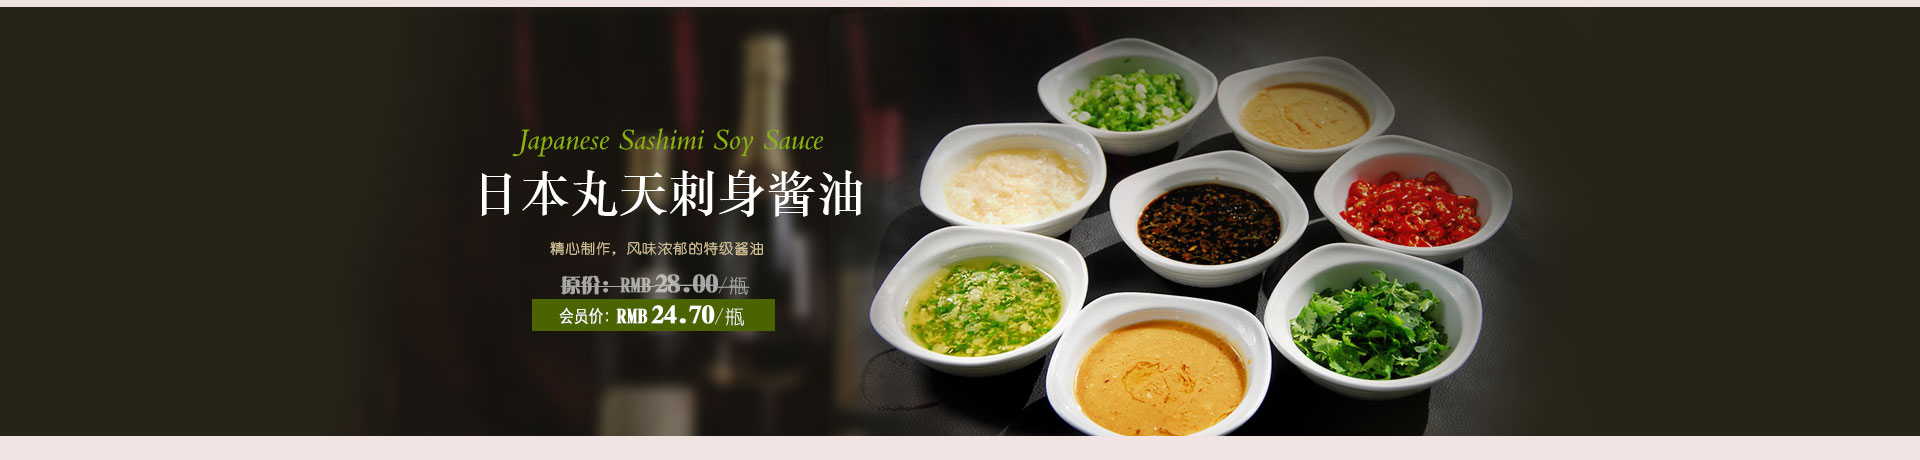 Japanese Sashimi Soy Sauce
日本丸天刺身酱油
精心制作，风味浓郁的特级酱油
原价：RMB 28.00/瓶
会员价：RMB 24.70/瓶